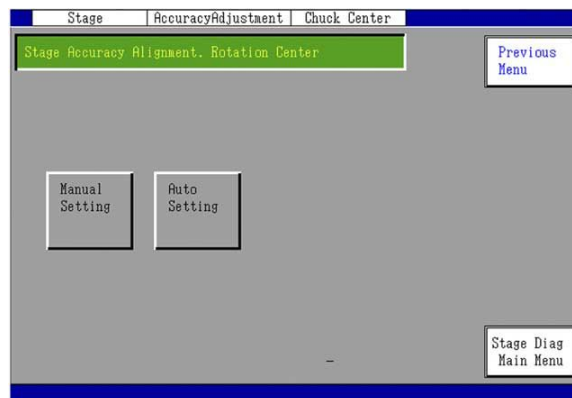 Stage AccuracyAdjustment Chuck Center
Stage Accuracy Alignment. Rotation Center
Previous
Menu
Manual
Setting
Auto
Setting
Stage Diag
Main Menu